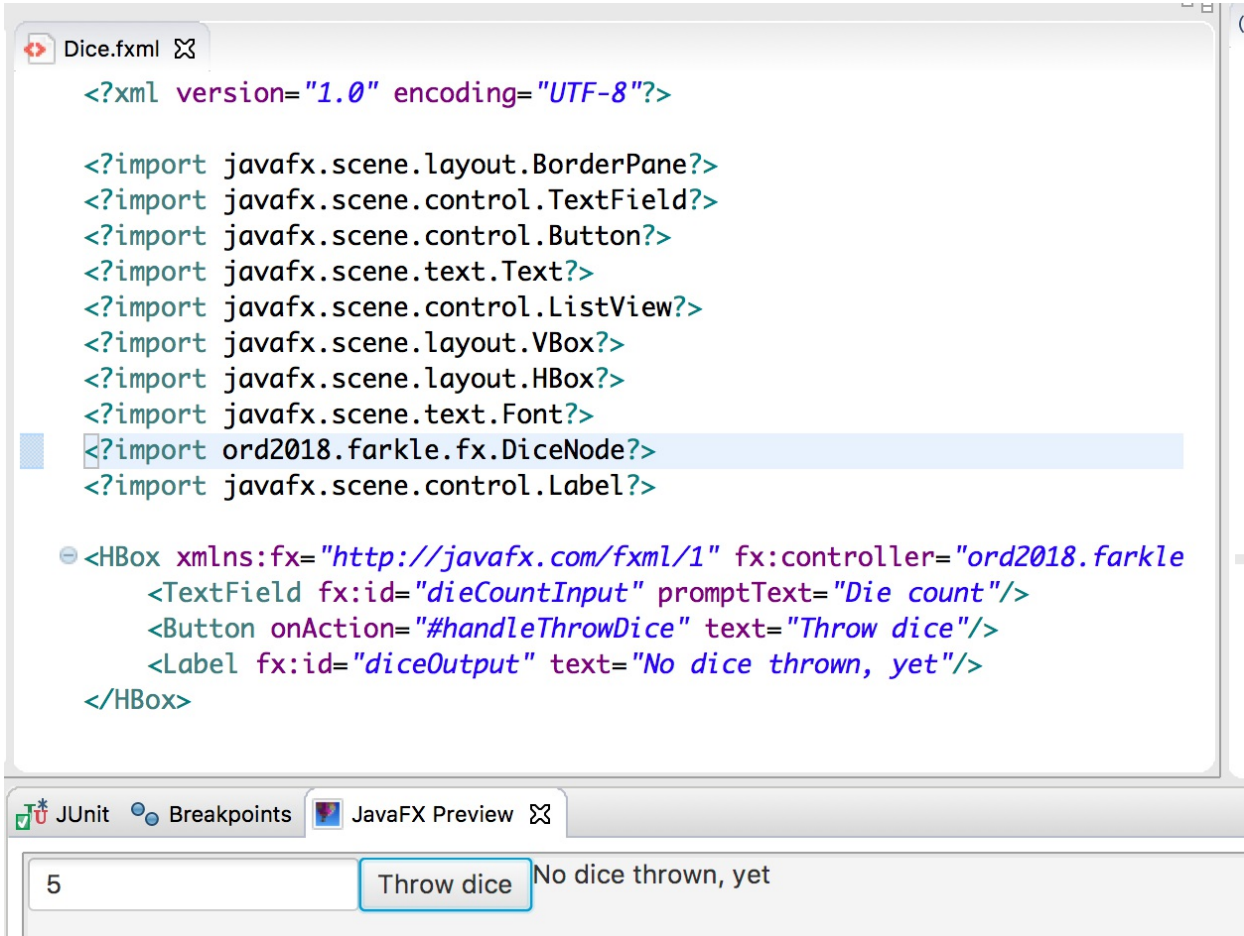 Dice.fxml
<?xml version="1.0" encoding="UTF-8"?>
<?import javafx.scene.layout.BorderPane?>
<?import javafx.scene.control.TextField?>
<?import javafx.scene.control.Button?>
<?import javafx.scene.text.Text?>
<?import javafx.scene.control.ListView?>
<?import javafx.scene.layout.VBox?>
<?import javafx.scene.layout.HBox?>
<?import javafx.scene.text.Font?>
<?import ord2018.farkle.fx.DiceNode?>
<?import javafx.scene.control.Label?>
<HBox xmlns:fx="http://javafx.com/fxml/1" fx:controller="ord2018.farkle
<TextField fx:id="dieCountInput" promptText="Die count"/>
<Button onAction="#handleThrowDice" text="Throw dice"/>
<Label fx:id="diceOutput" text="No dice thrown, yet"/>
</HBox>
JUnit Breakpoints JavaFX Preview
5 Throw dice No dice thrown, yet